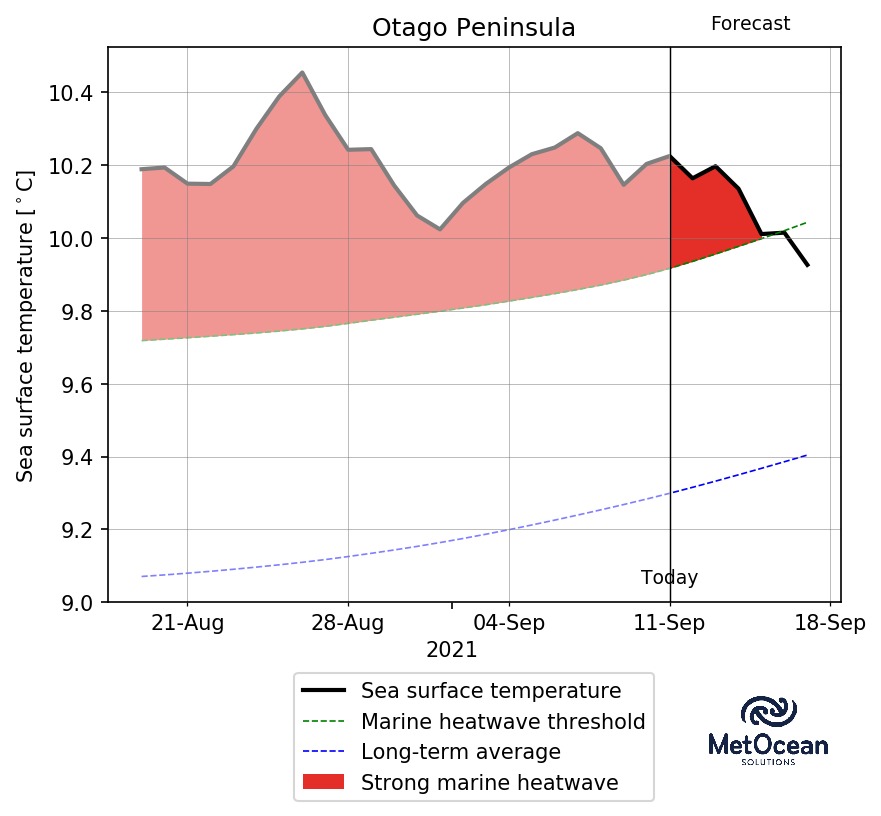 Otago Peninsula
Forecast
Sea surface temperature [°C]
10.4
10.2
10.0
9.8
9.6
9.4
9.2
9.0
Today
21-Aug
28-Aug
04-Sep
11-Sep
18-Sep
2021
Sea surface temperature
Marine heatwave threshold
Long-term average
Strong marine heatwave
MetOcean
SOLUTIONS